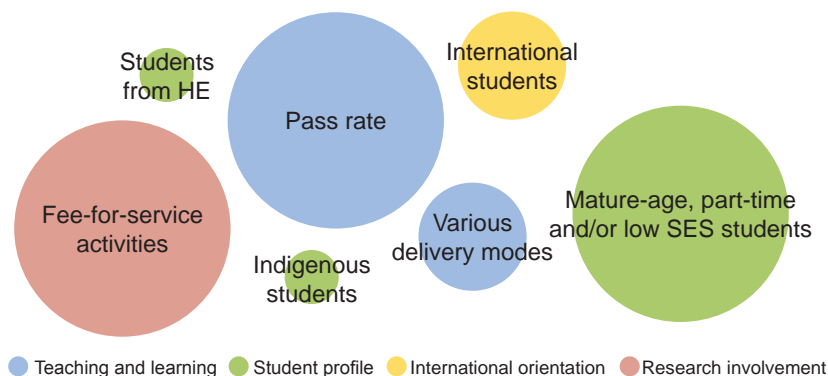 Students
from HE
Pass rate
International
students
Fee-for-service
activities
Indigenous
students
Various
delivery modes
Mature-age, part-time
and/or low SES students
Teaching and learning
Student profile
International orientation
Research involvement